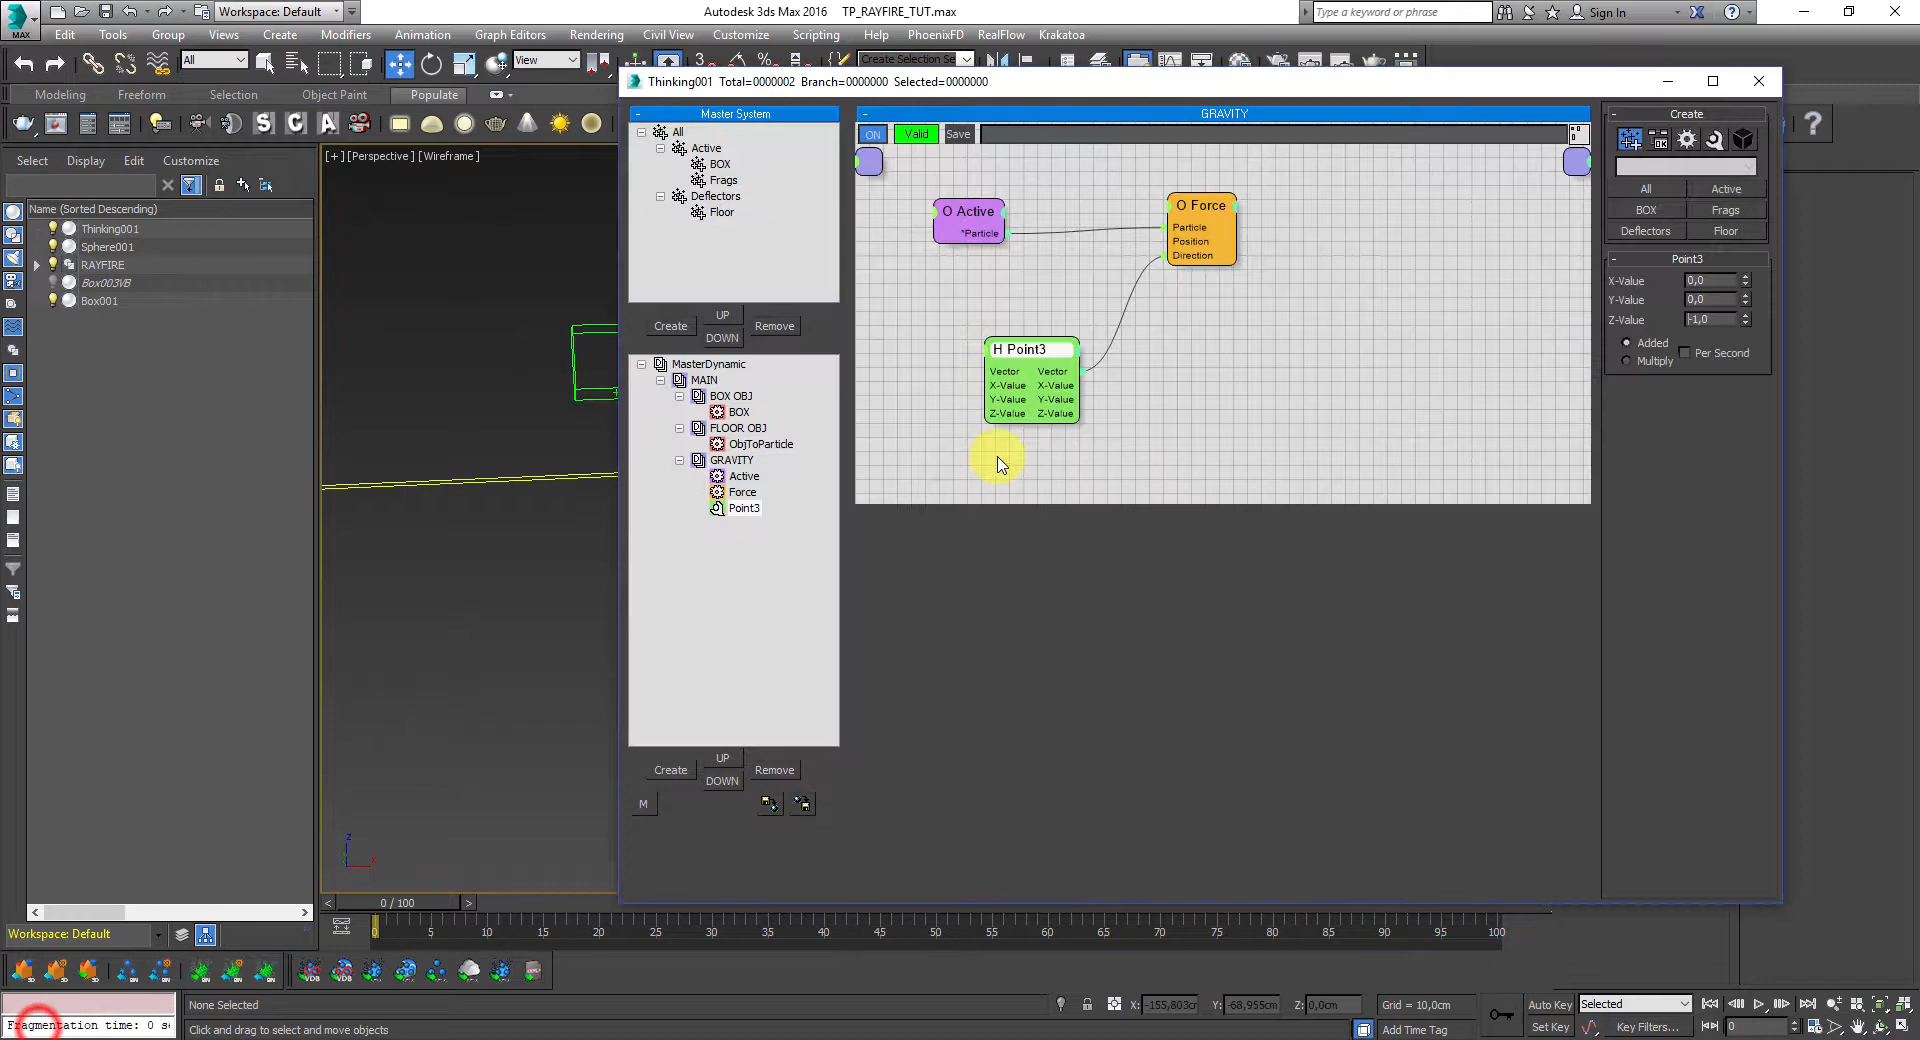 Workspace: Default
Autodesk 3ds Max 2016 TP_RAYFIRE_TUT.max
Type a keyword or phrase
Sign In
MAX
Edit Tools Group Views Create Modifiers Animation Graph Editors Rendering Civil View Customize Scripting Help PhoenixFD RealFlow Krakatoa
All
View
Create Selection Se
Thinking001 Total=0000002 Branch=0000000 Selected=0000000
Modeling Freeform Selection Object Paint Populate
Select Display Edit Customize
Name (Sorted Descending)
Thinking001
Sphere001
RAYFIRE
Box003VB
Box001
[+] [Perspective] [Wireframe]
Master System
All
Active
BOX
Frags
Deflectors
Floor
UP
Create
Remove
DOWN
MasterDynamic
MAIN
BOX OBJ
BOX
FLOOR OBJ
ObjToParticle
GRAVITY
Active
Force
Point3
UP
Create
Remove
DOWN
M
GRAVITY
ON Valid Save
O Active
*Particle
O Force
Particle
Position
Direction
H Point3
Vector Vector
X-Value X-Value
Y-Value Y-Value
Z-Value Z-Value
Create
All Active
BOX Frags
Deflectors Floor
Point3
X-Value 0,0
Y-Value 0,0
Z-Value -1,0
Added
Per Second
Multiply
z
x
0 / 100
Workspace: Default
0 5 10 15 20 25 30 35 40 45 50 55 60 65 70 75 80 85 90 95 100
None Selected
X: -155,803cm Y: -68,955cm Z: 0,0cm Grid = 10,0cm
Auto Key Selected
Fragmentation time: 0 se
Click and drag to select and move objects
Add Time Tag
Set Key Key Filters...
0